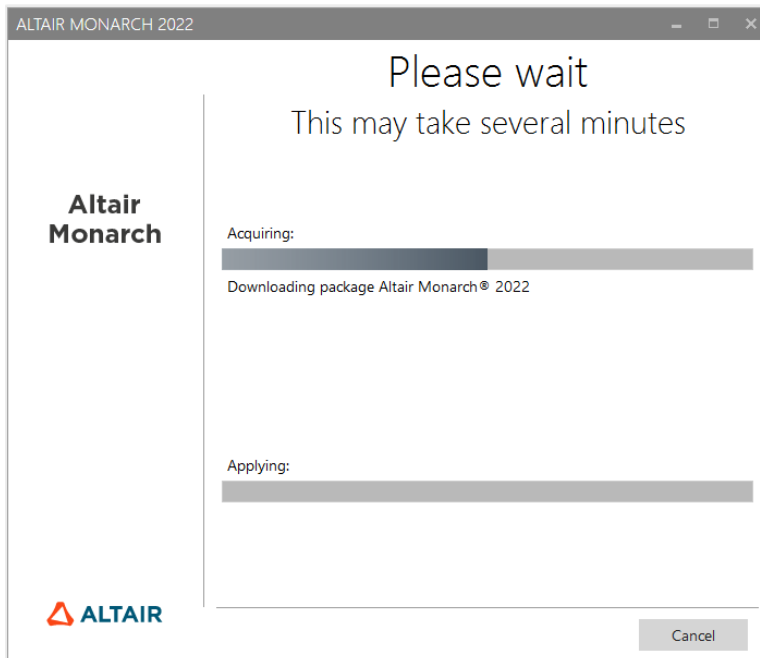 ALTAIR MONARCH 2022
Please wait
This may take several minutes
Altair
Monarch
Acquiring:
Downloading package Altair Monarch® 2022
Applying:
ALTAIR
Cancel